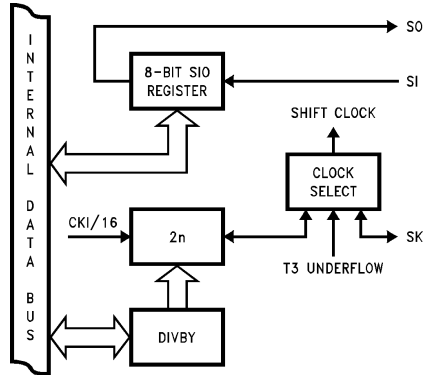 INTERNAL DATA BUS
SO
8-BIT SIO
REGISTER
SI
SHIFT CLOCK
CLOCK
SELECT
CKI/16
2n
SK
T3 UNDERFLOW
DIVBY